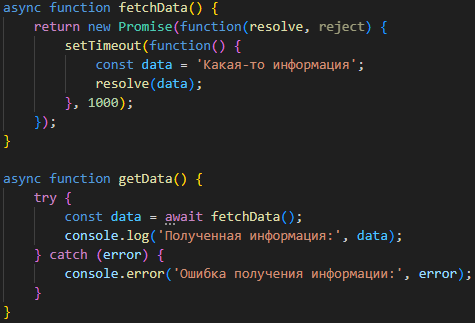 async function fetchData() {
    return new Promise(function(resolve, reject) {
        setTimeout(function() {
            const data = 'Какая-то информация';
            resolve(data);
        }, 1000);
    });
}

async function getData() {
    try {
        const data = await fetchData();
        console.log('Полученная информация:', data);
    } catch (error) {
        console.error('Ошибка получения информации:', error);
    }
}